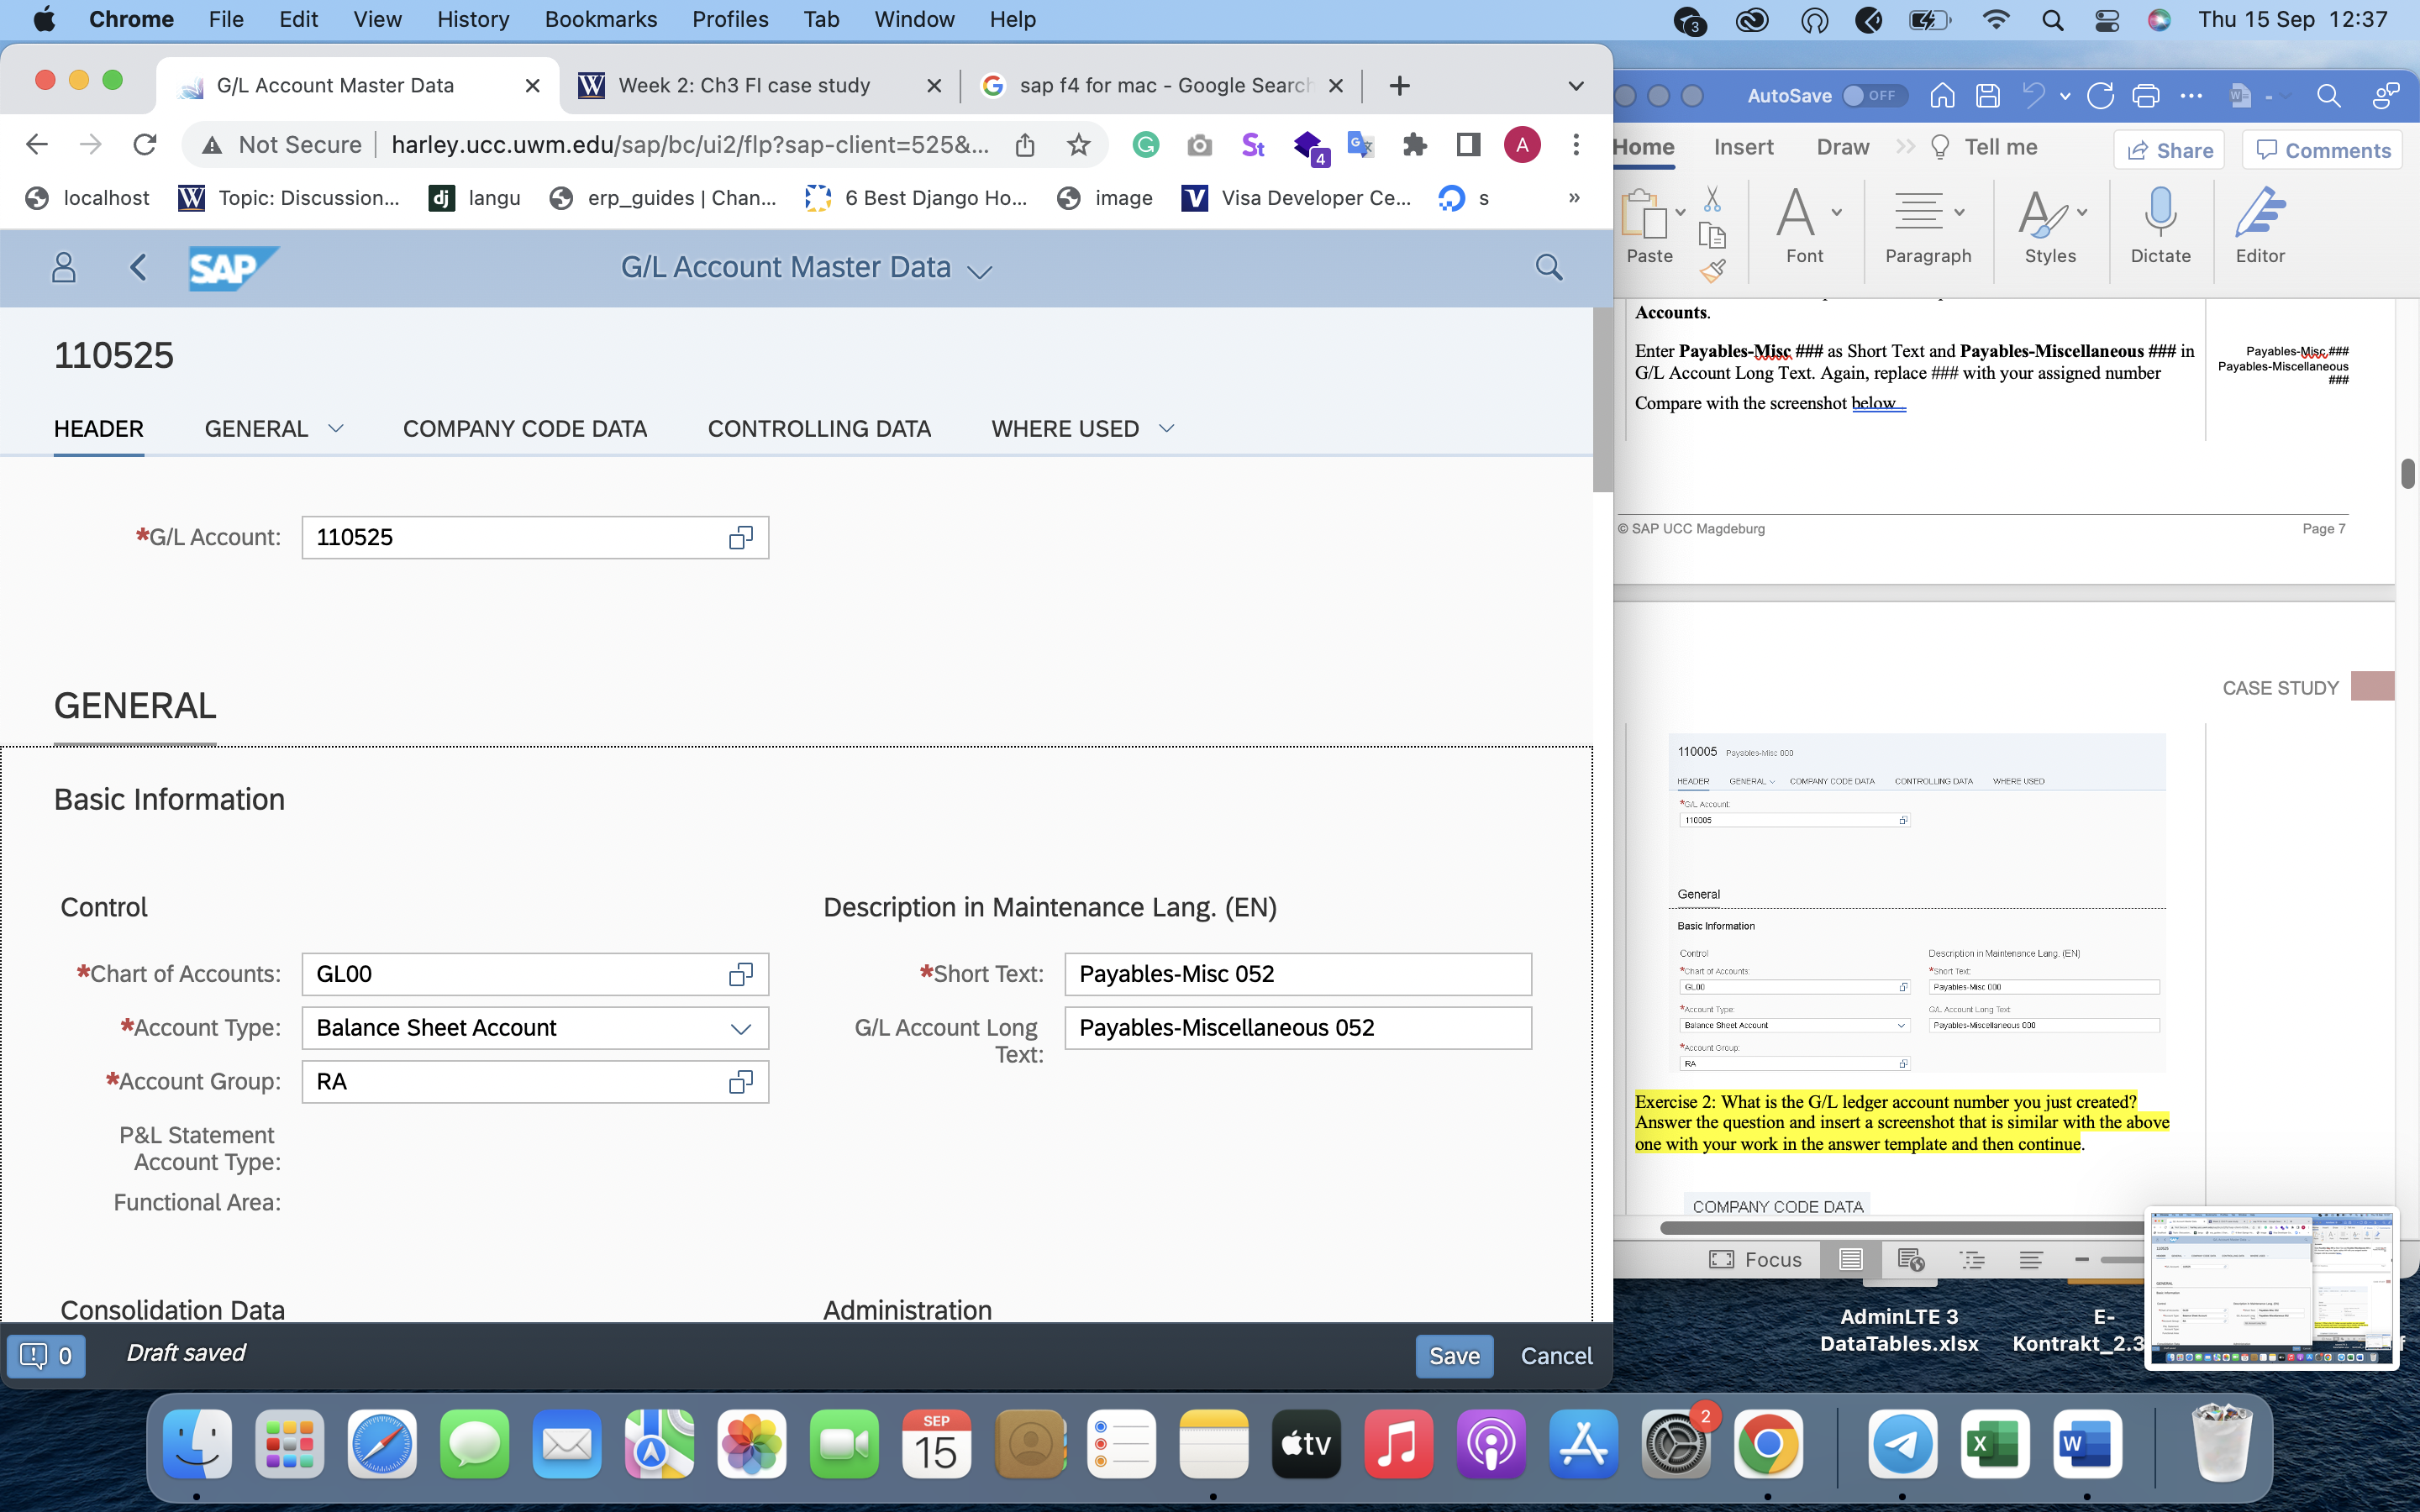 Chrome File Edit View History Bookmarks Profiles Tab Window Help
3
Thu 15 Sep 12:37
G/L Account Master Data
Week 2: Ch3 FI case study
sap f4 for mac - Google Search
Not Secure harley.ucc.uwm.edu/sap/bc/ui2/flp?sap-client=525&...
St 4 A
localhost
Topic: Discussion...
dj langu
erp_guides | Chan...
6 Best Django Ho...
image
V Visa Developer Ce...
s »
SAP
G/L Account Master Data
110525
HEADER GENERAL COMPANY CODE DATA CONTROLLING DATA WHERE USED
*G/L Account: 110525
GENERAL
Basic Information
Control
*Chart of Accounts: GL00
*Account Type: Balance Sheet Account
*Account Group: RA
P&L Statement
Account Type:
Functional Area:
Description in Maintenance Lang. (EN)
*Short Text: Payables-Misc 052
G/L Account Long
Text:
Payables-Miscellaneous 052
Consolidation Data
Administration
0 Draft saved
Save Cancel
AutoSave OFF
Home Insert Draw Tell me
Share Comments
Paste Font Paragraph Styles Dictate Editor
Accounts.
Enter Payables-Misc ### as Short Text and Payables-Miscellaneous ### in
G/L Account Long Text. Again, replace ### with your assigned number
Compare with the screenshot below
Payables-Misc ###
Payables-Miscellaneous
###
© SAP UCC Magdeburg
Page 7
CASE STUDY
110005 Payables-Misc 000
HEADER GENERAL COMPANY CODE DATA CONTROLLING DATA WHERE USED
*G/L Account:
110005
General
Basic Information
Control
*Chart of Accounts:
GL00
*Account Type:
Balance Sheet Account
*Account Group:
RA
Description in Maintenance Lang. (EN)
*Short Text:
Payables-Misc 000
G/L Account Long Text
Payables-Miscellaneous 000
Exercise 2: What is the G/L ledger account number you just created?
Answer the question and insert a screenshot that is similar with the above
one with your work in the answer template and then continue.
COMPANY CODE DATA
Focus
AdminLTE 3
DataTables.xlsx
E-
Kontrakt_2.3
SEP
15
tv
2
X
W